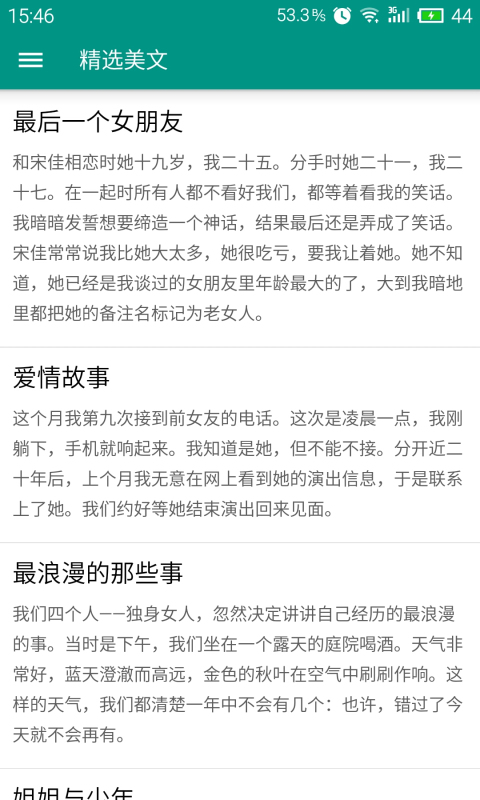 15:46 53.3 B/s 3G 44
精选美文
最后一个女朋友
和宋佳相恋时她十九岁，我二十五。分手时她二十一，我二
十七。在一起时所有人都不看好我们，都等着看我的笑话。
我暗暗发誓想要缔造一个神话，结果最后还是弄成了笑话。
宋佳常常说我比她大太多，她很吃亏，要我让着她。她不知
道，她已经是我谈过的女朋友里年龄最大的了，大到我暗地
里都把她的备注名标记为老女人。
爱情故事
这个月我第九次接到前女友的电话。这次是凌晨一点，我刚
躺下，手机就响起来。我知道是她，但不能不接。分开近二
十年后，上个月我无意在网上看到她的演出信息，于是联系
上了她。我们约好等她结束演出回来见面。
最浪漫的那些事
我们四个人——独身女人，忽然决定讲讲自己经历的最浪漫
的事。当时是下午，我们坐在一个露天的庭院喝酒。天气非
常好，蓝天澄澈而高远，金色的秋叶在空气中刷刷作响。这
样的天气，我们都清楚一年中不会有几个：也许，错过了今
天就不会再有。
姐姐与少年